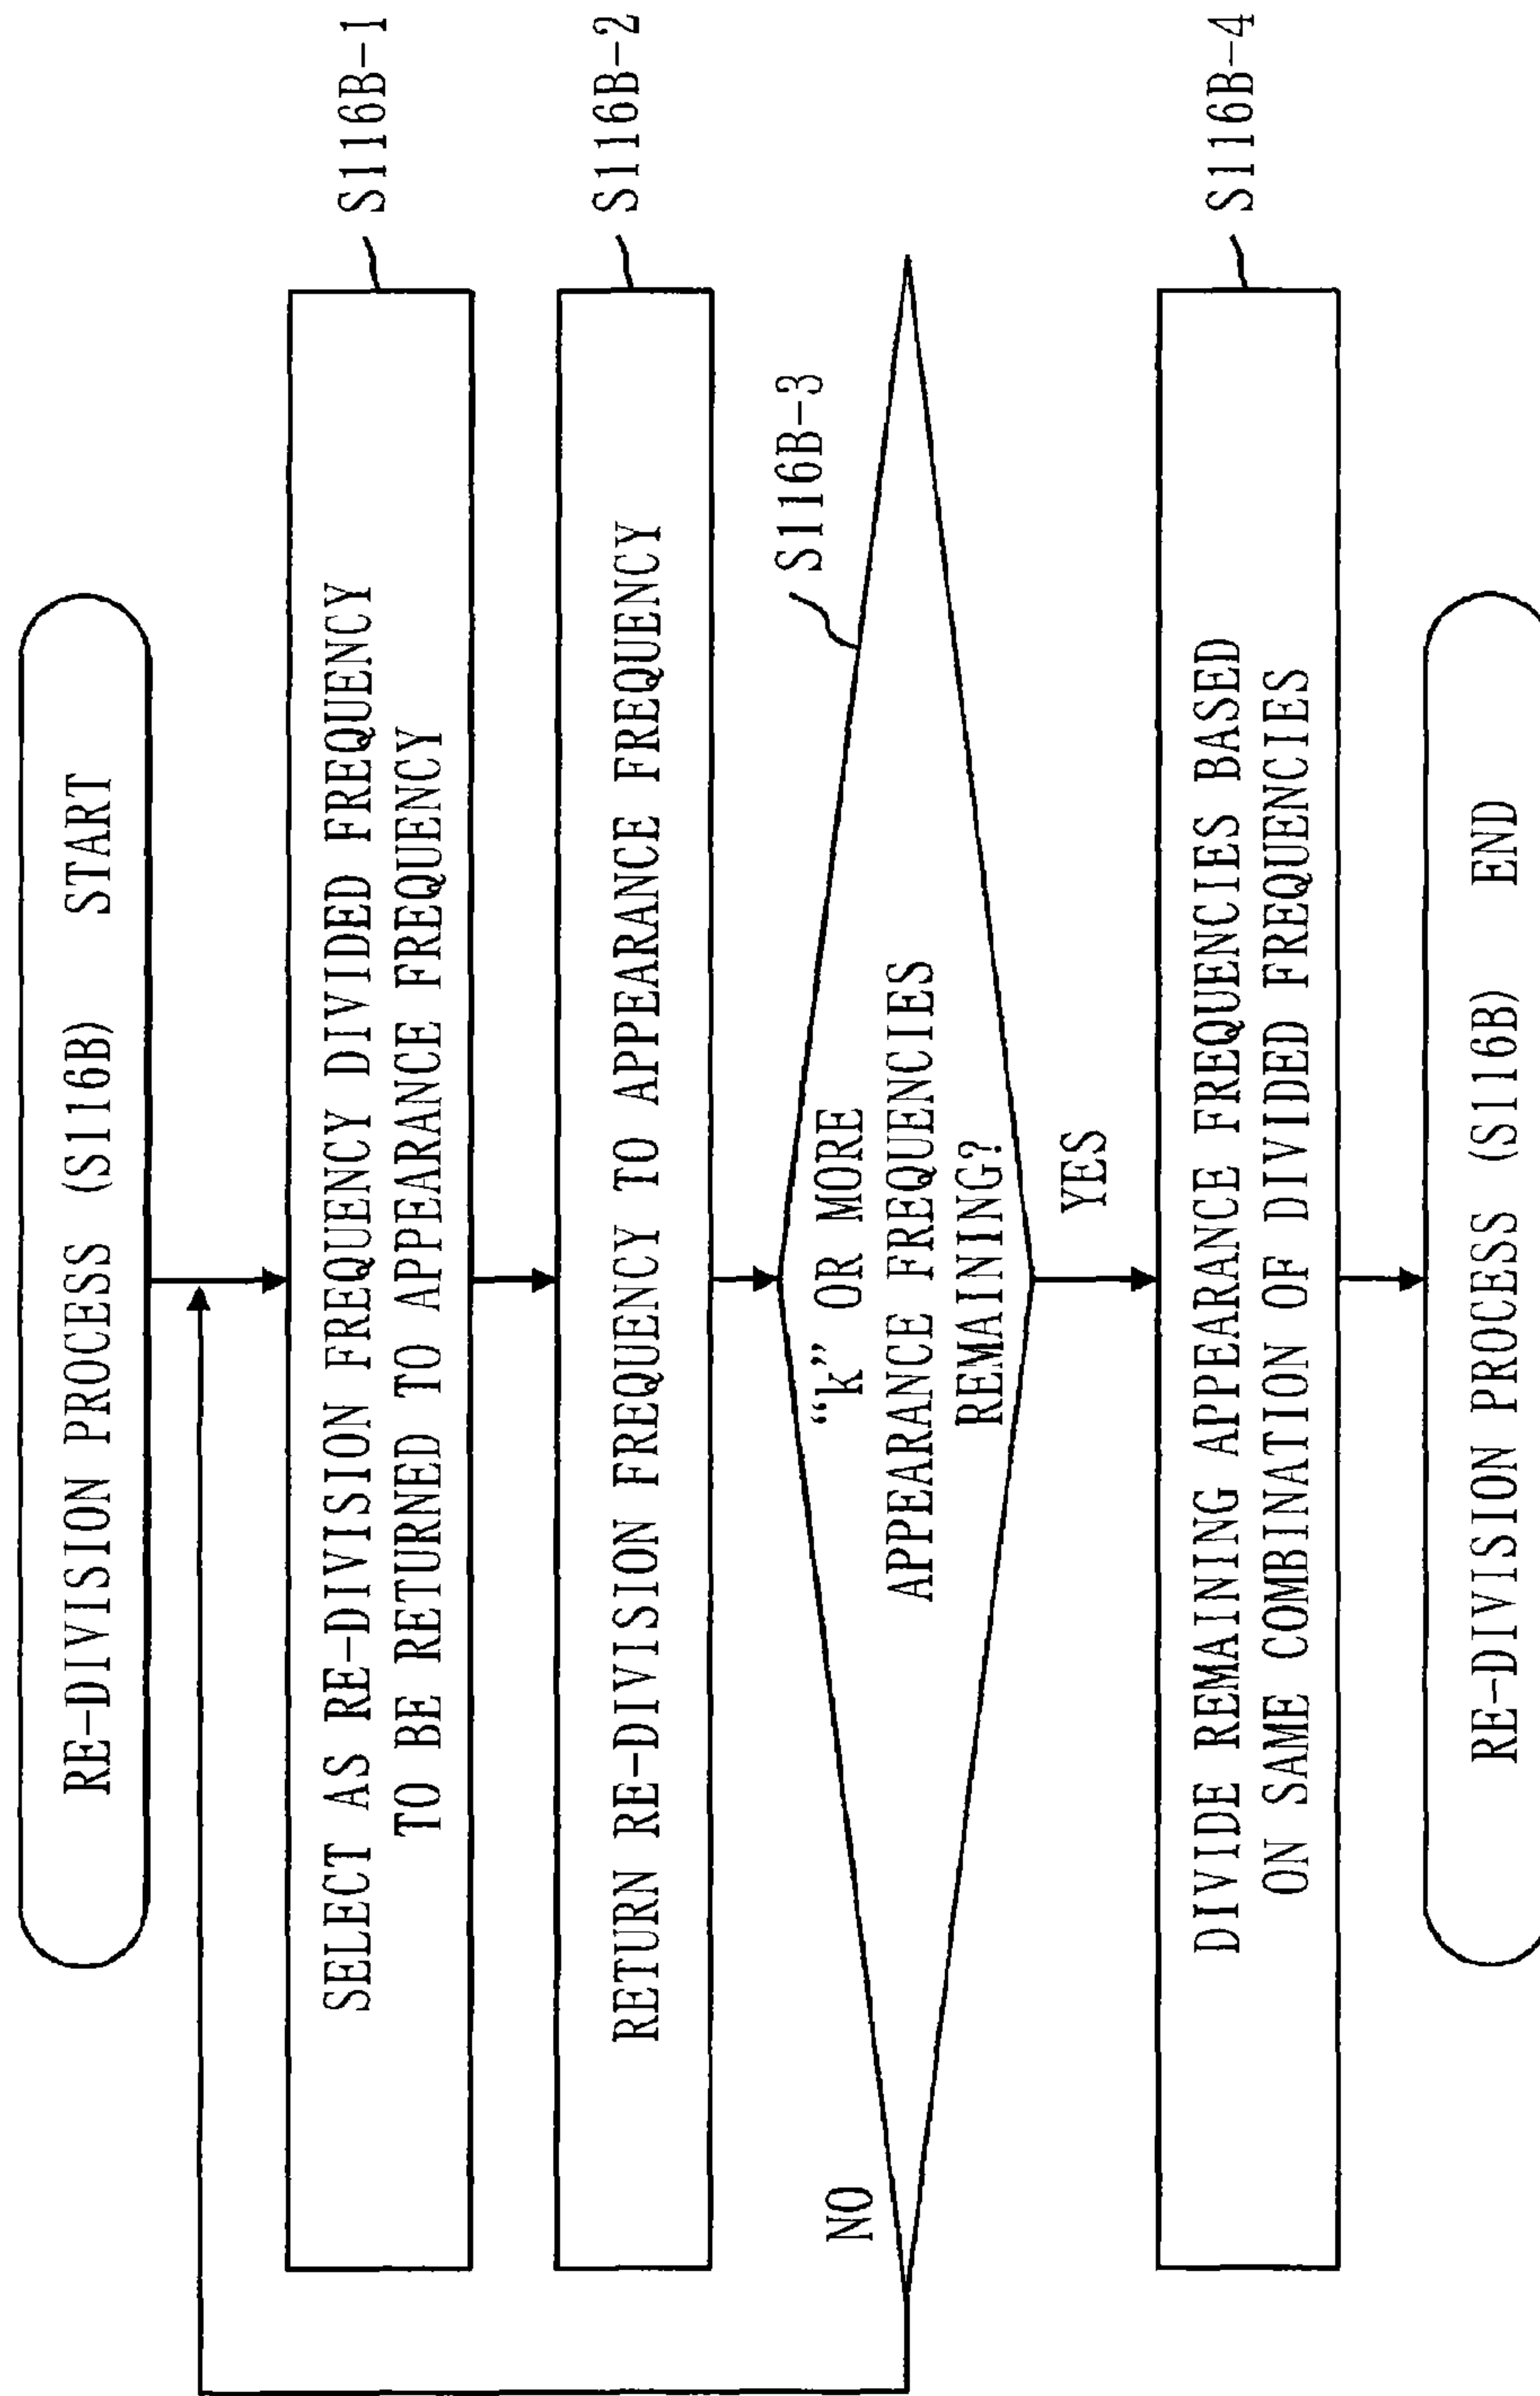 RE-DIVISION PROCESS (S116B) START
S116B-1
SELECT AS RE-DIVISION FREQUENCY DIVIDED FREQUENCY
TO BE RETURNED TO APPEARANCE FREQUENCY
S116B-2
RETURN RE-DIVISION FREQUENCY TO APPEARANCE FREQUENCY
S116B-3
NO
“k” OR MORE
APPEARANCE FREQUENCIES
REMAINING?
YES
S116B-4
DIVIDE REMAINING APPEARANCE FREQUENCIES BASED
ON SAME COMBINATION OF DIVIDED FREQUENCIES
RE-DIVISION PROCESS (S116B) END